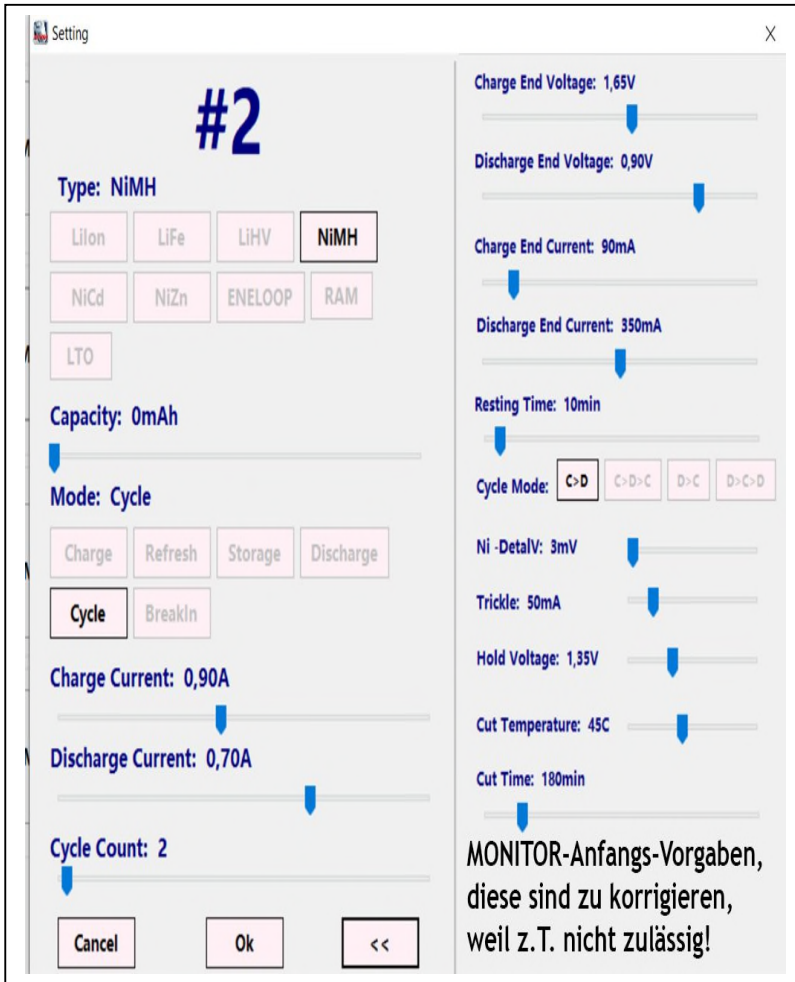 Setting
#2
Type: NiMH
LiIon LiFe LiHV NiMH
NiCd NiZn ENELOOP RAM
LTO
Capacity: 0mAh
Mode: Cycle
Charge Refresh Storage Discharge
Cycle BreakIn
Charge Current: 0,90A
Discharge Current: 0,70A
Cycle Count: 2
Cancel Ok <<
Charge End Voltage: 1,65V
Discharge End Voltage: 0,90V
Charge End Current: 90mA
Discharge End Current: 350mA
Resting Time: 10min
Cycle Mode: C>D C>D>C D>C D>C>D
Ni -DetalV: 3mV
Trickle: 50mA
Hold Voltage: 1,35V
Cut Temperature: 45C
Cut Time: 180min
MONITOR-Anfangs-Vorgaben,
diese sind zu korrigieren,
weil z.T. nicht zulässig!